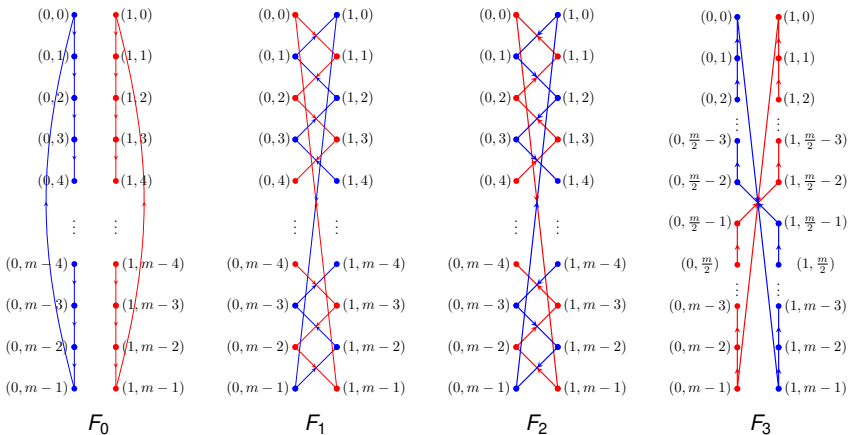 (0, 0) (1, 0)
(0, 1) (1, 1)
(0, 2) (1, 2)
(0, 3) (1, 3)
(0, 4) (1, 4)
⋮ ⋮
(0, m−4) (1, m−4)
(0, m−3) (1, m−3)
(0, m−2) (1, m−2)
(0, m−1) (1, m−1)
F₀
(0, 0) (1, 0)
(0, 1) (1, 1)
(0, 2) (1, 2)
(0, 3) (1, 3)
(0, 4) (1, 4)
⋮ ⋮
(0, m−4) (1, m−4)
(0, m−3) (1, m−3)
(0, m−2) (1, m−2)
(0, m−1) (1, m−1)
F₁
(0, 0) (1, 0)
(0, 1) (1, 1)
(0, 2) (1, 2)
(0, 3) (1, 3)
(0, 4) (1, 4)
⋮ ⋮
(0, m−4) (1, m−4)
(0, m−3) (1, m−3)
(0, m−2) (1, m−2)
(0, m−1) (1, m−1)
F₂
(0, 0) (1, 0)
(0, 1) (1, 1)
(0, 2) (1, 2)
⋮ ⋮
(0, m/2 − 3) (1, m/2 − 3)
(0, m/2 − 2) (1, m/2 − 2)
(0, m/2 − 1) (1, m/2 − 1)
(0, m/2) (1, m/2)
⋮ ⋮
(0, m−3) (1, m−3)
(0, m−2) (1, m−2)
(0, m−1) (1, m−1)
F₃